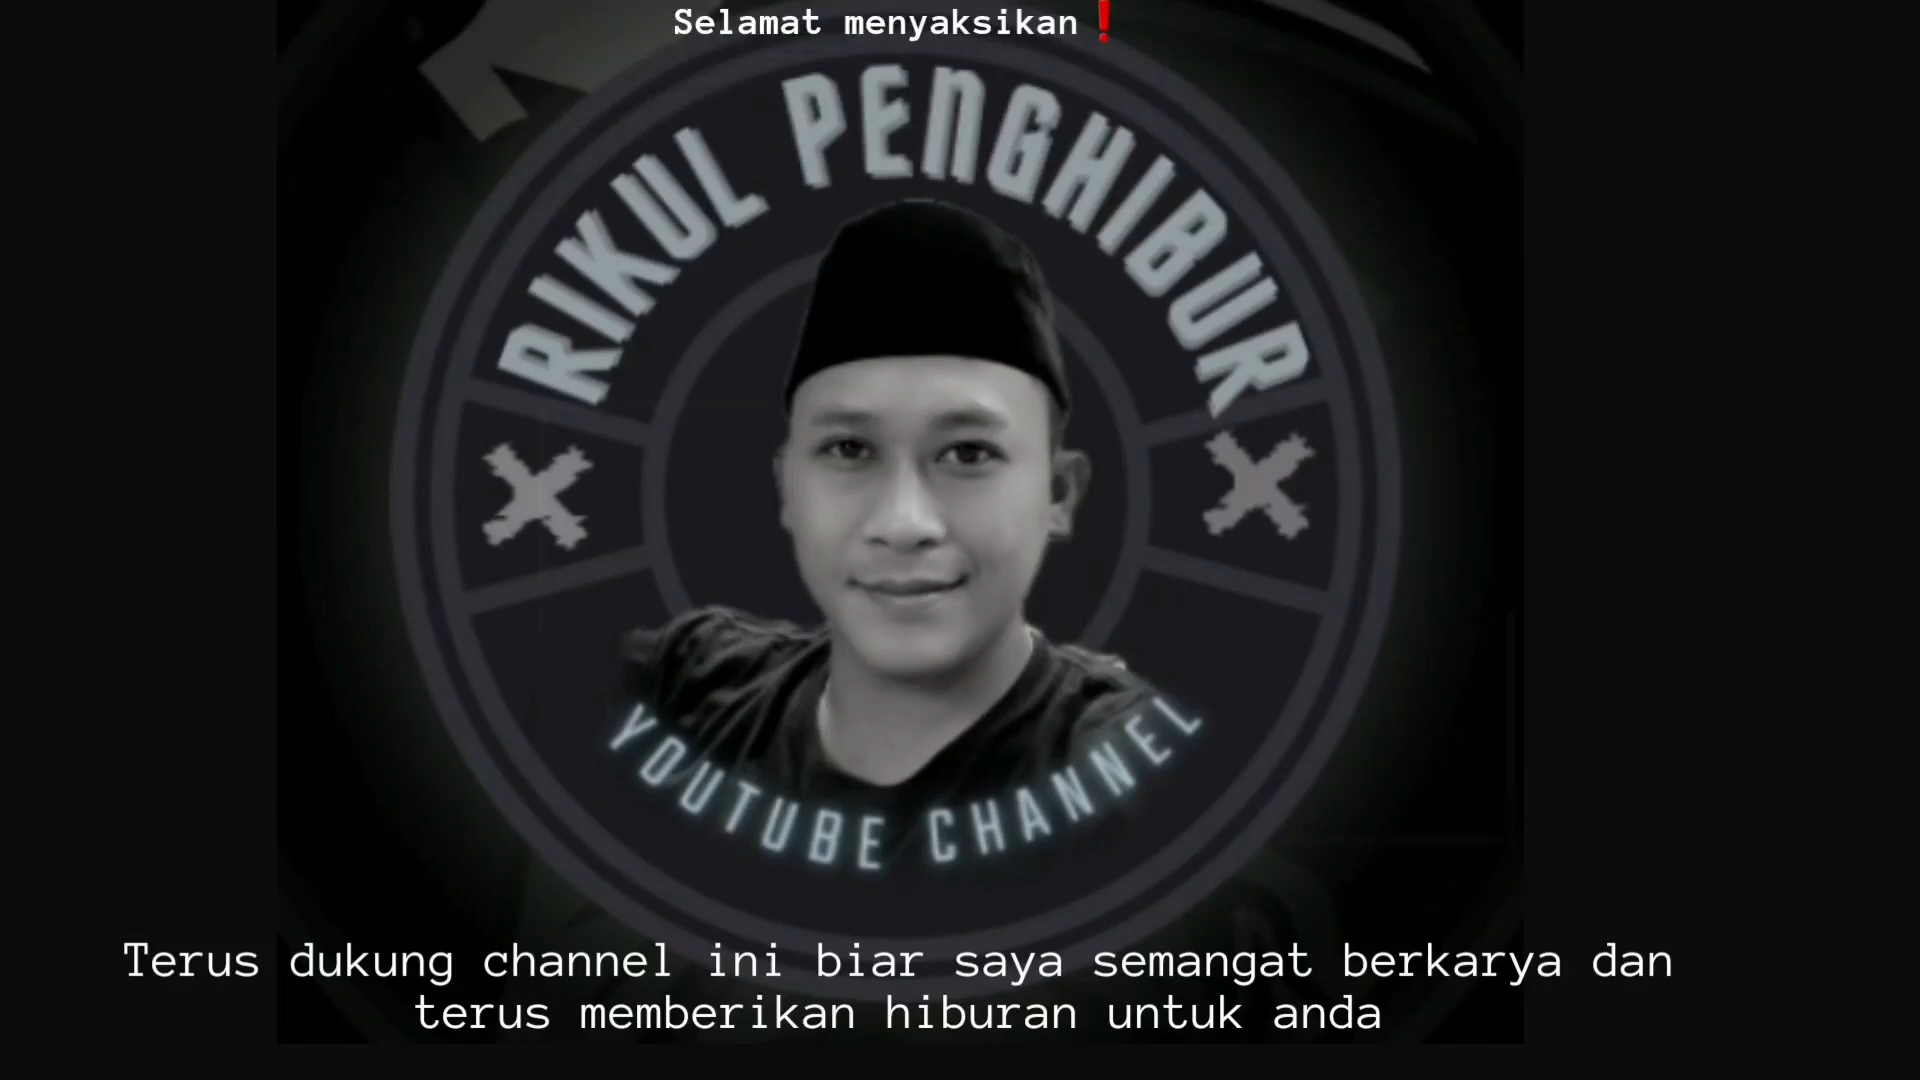 Selamat menyaksikan❗
RIKUL PENGHIBUR
YOUTUBE CHANNEL
Terus dukung channel ini biar saya semangat berkarya dan
terus memberikan hiburan untuk anda